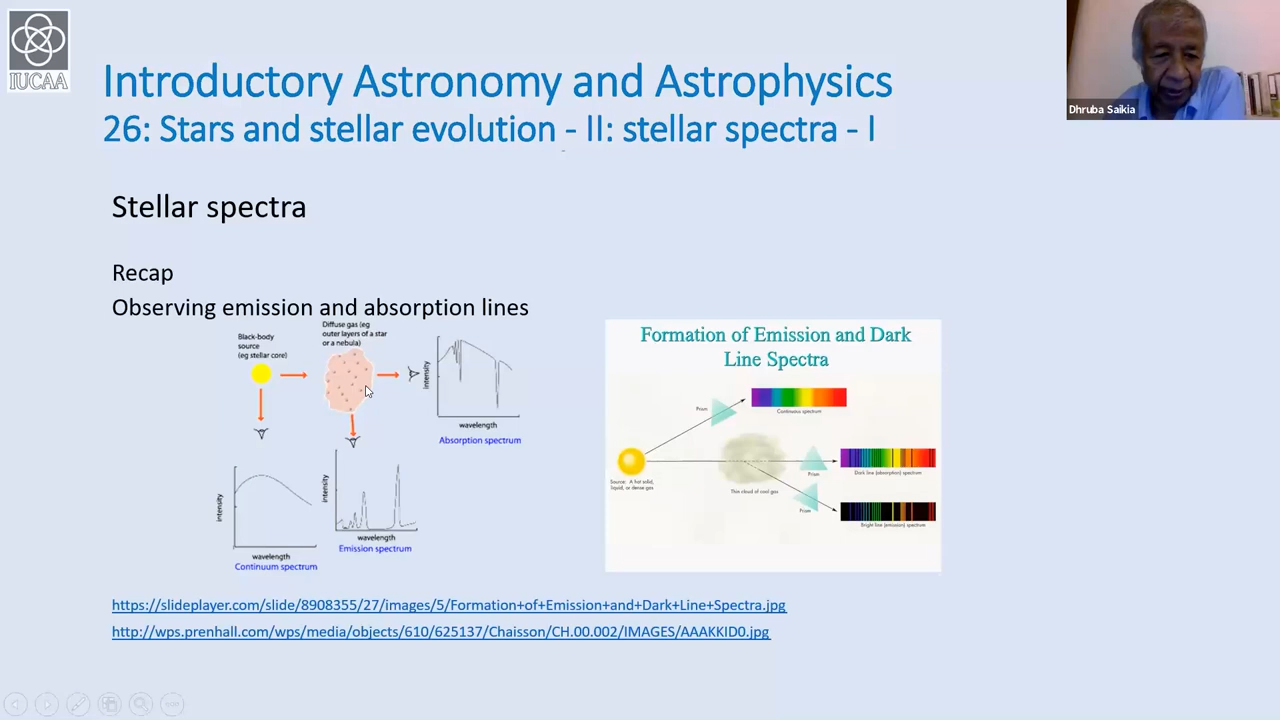 IUCAA
Introductory Astronomy and Astrophysics
26: Stars and stellar evolution - II: stellar spectra - I
Dhruba Saikia
Stellar spectra
Recap
Observing emission and absorption lines
Black-body
source
(eg stellar core)
Diffuse gas (eg
outer layers of a star
or a nebula)
intensity
wavelength
Absorption spectrum
intensity
wavelength
Continuum spectrum
intensity
wavelength
Emission spectrum
Formation of Emission and Dark
Line Spectra
Prism
Continuous spectrum
Source: A hot solid,
liquid, or dense gas
Thin cloud of cool gas
Prism
Dark line (absorption) spectrum
Prism
Bright line (emission) spectrum
https://slideplayer.com/slide/8908355/27/images/5/Formation+of+Emission+and+Dark+Line+Spectra.jpg
http://wps.prenhall.com/wps/media/objects/610/625137/Chaisson/CH.00.002/IMAGES/AAAKKID0.jpg